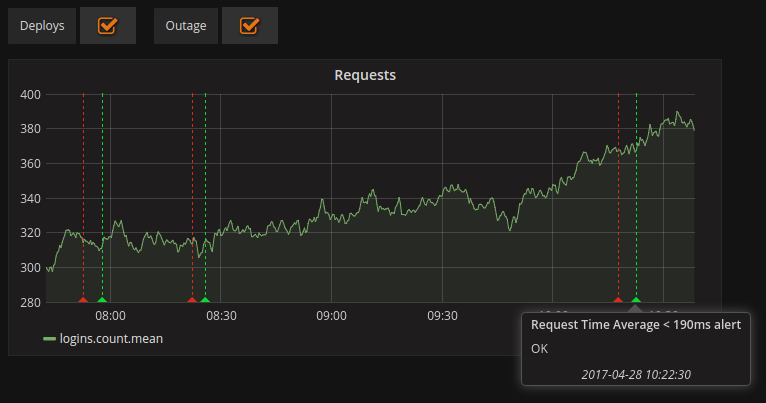 Deploys
Outage
Requests
400
380
360
340
320
300
280
08:00
08:30
09:00
09:30
logins.count.mean
Request Time Average < 190ms alert
OK
2017-04-28 10:22:30